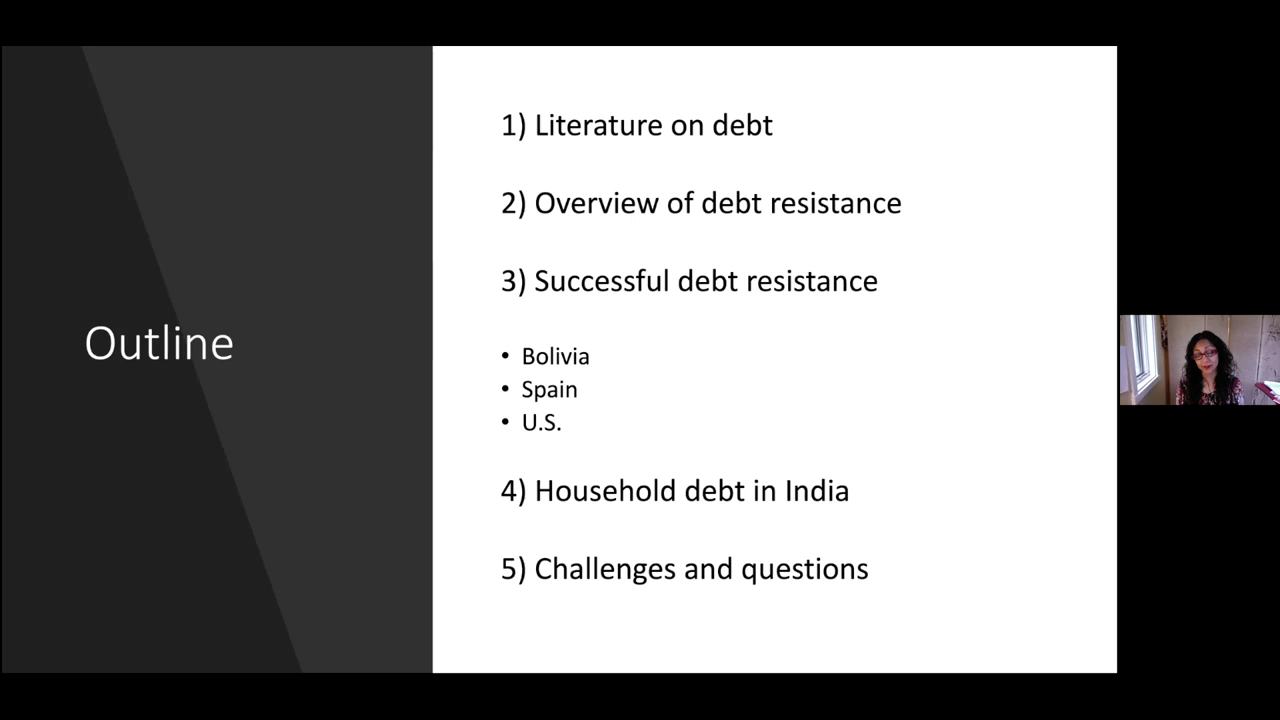 Outline
1) Literature on debt
2) Overview of debt resistance
3) Successful debt resistance
• Bolivia
• Spain
• U.S.
4) Household debt in India
5) Challenges and questions